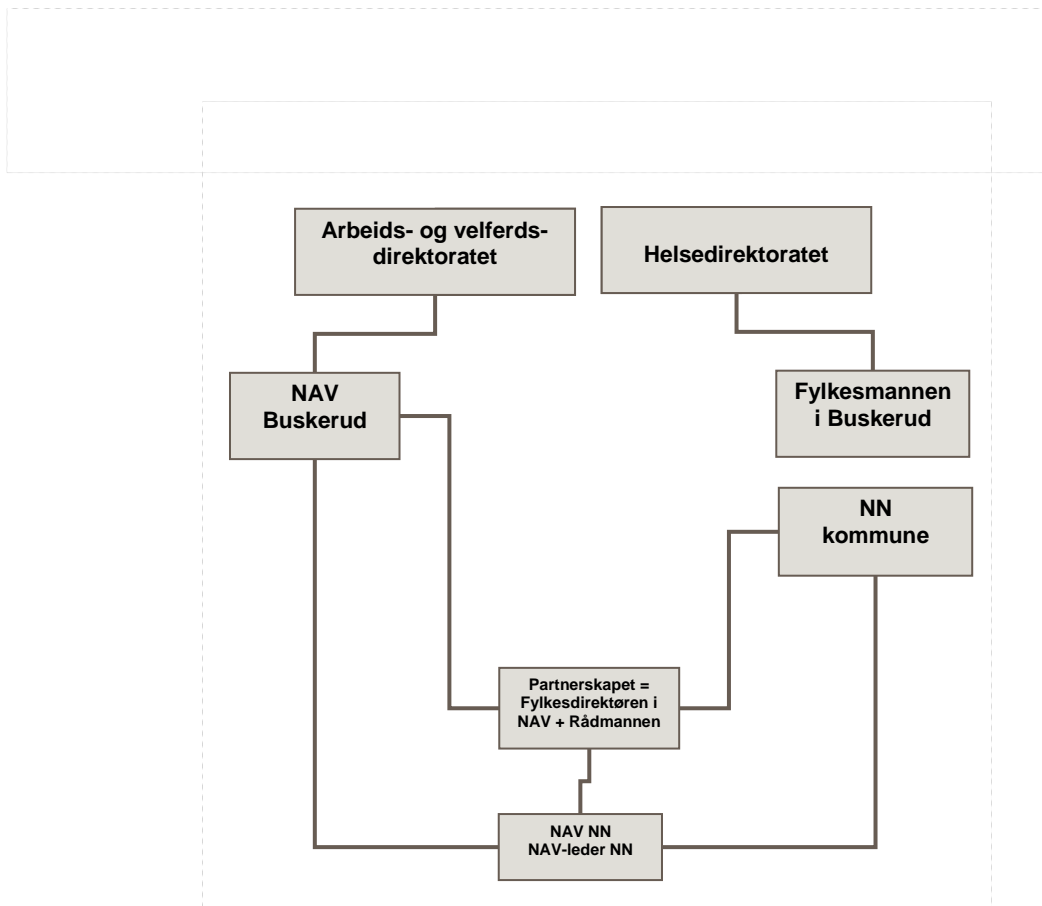 Arbeids- og velferds-
direktoratet
Helsedirektoratet
NAV
Buskerud
Fylkesmannen
i Buskerud
NN
kommune
Partnerskapet =
Fylkesdirektøren i
NAV + Rådmannen
NAV NN
NAV-leder NN